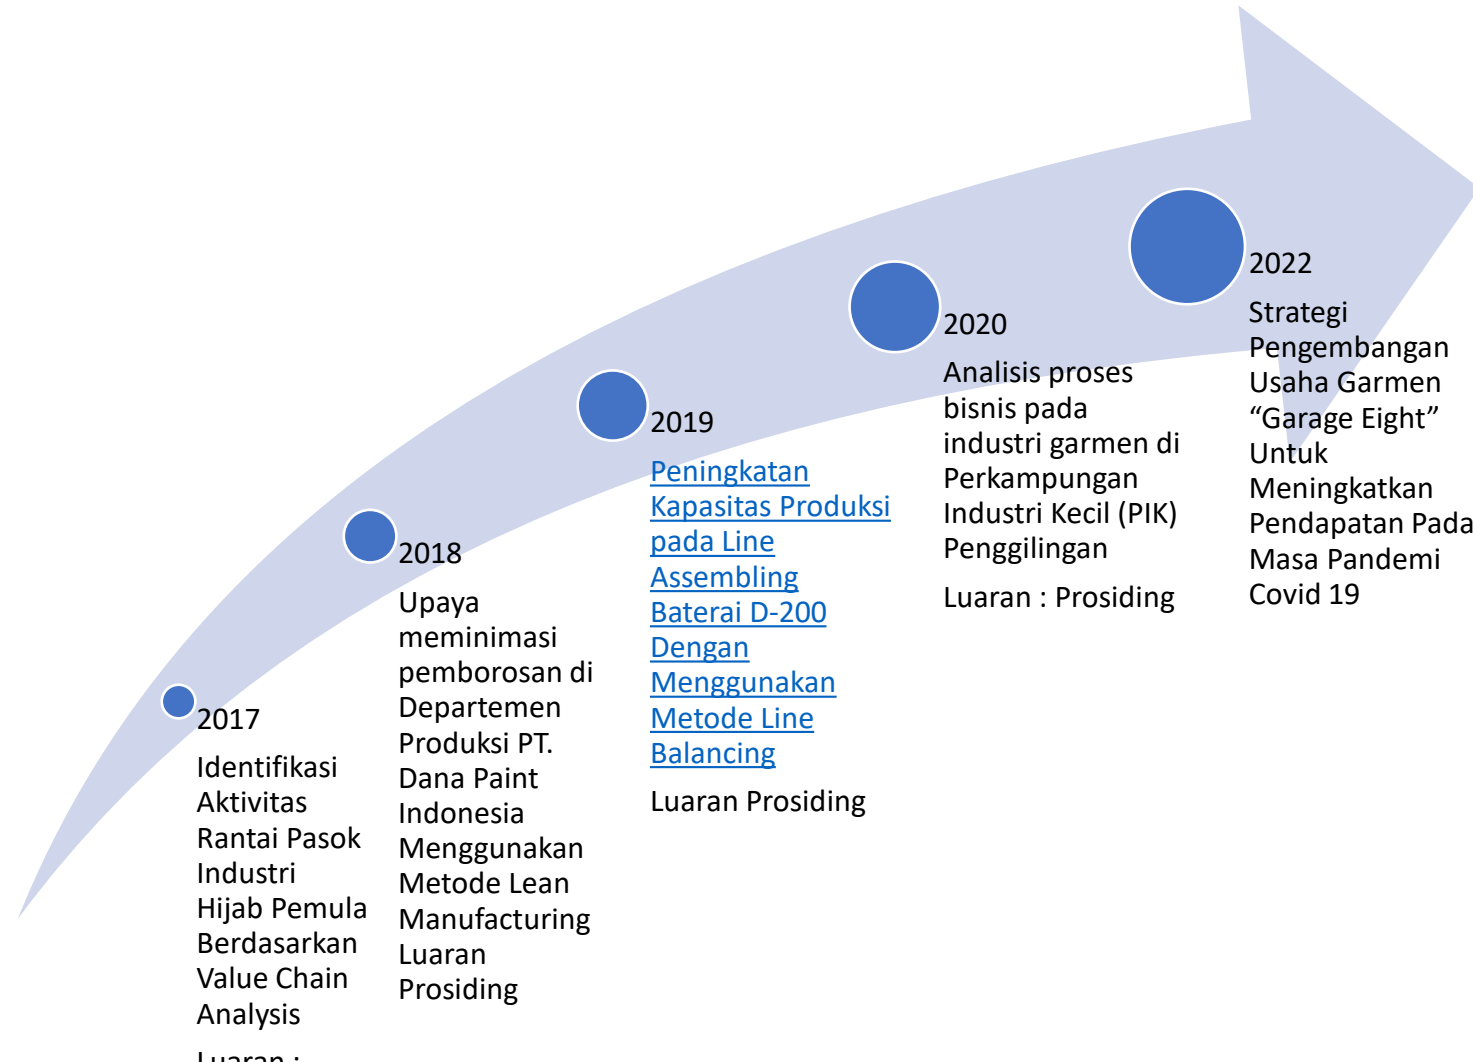 2017
Identifikasi
Aktivitas
Rantai Pasok
Industri
Hijab Pemula
Berdasarkan
Value Chain
Analysis
Luaran :
2018
Upaya
meminimasi
pemborosan di
Departemen
Produksi PT.
Dana Paint
Indonesia
Menggunakan
Metode Lean
Manufacturing
Luaran
Prosiding
2019
Peningkatan
Kapasitas Produksi
pada Line
Assembling
Baterai D-200
Dengan
Menggunakan
Metode Line
Balancing
Luaran Prosiding
2020
Analisis proses
bisnis pada
industri garmen di
Perkampungan
Industri Kecil (PIK)
Penggilingan
Luaran : Prosiding
2022
Strategi
Pengembangan
Usaha Garmen
“Garage Eight”
Untuk
Meningkatkan
Pendapatan Pada
Masa Pandemi
Covid 19